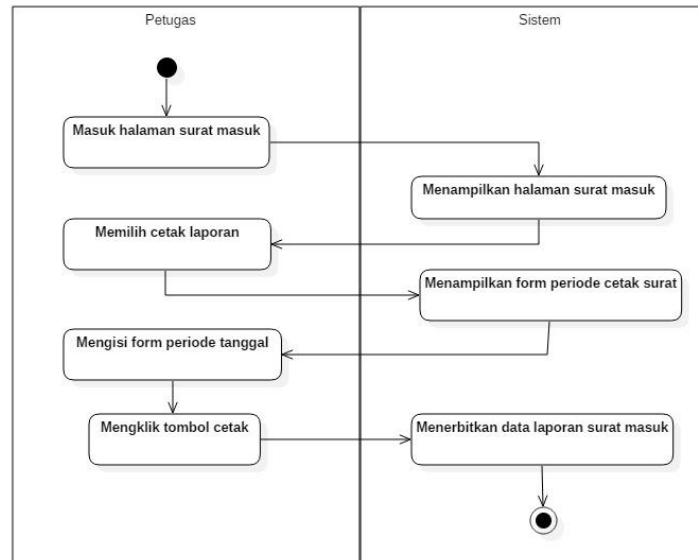 Petugas
Sistem
Masuk halaman surat masuk
Menampilkan halaman surat masuk
Memilih cetak laporan
Menampilkan form periode cetak surat
Mengisi form periode tanggal
Mengklik tombol cetak
Menerbitkan data laporan surat masuk